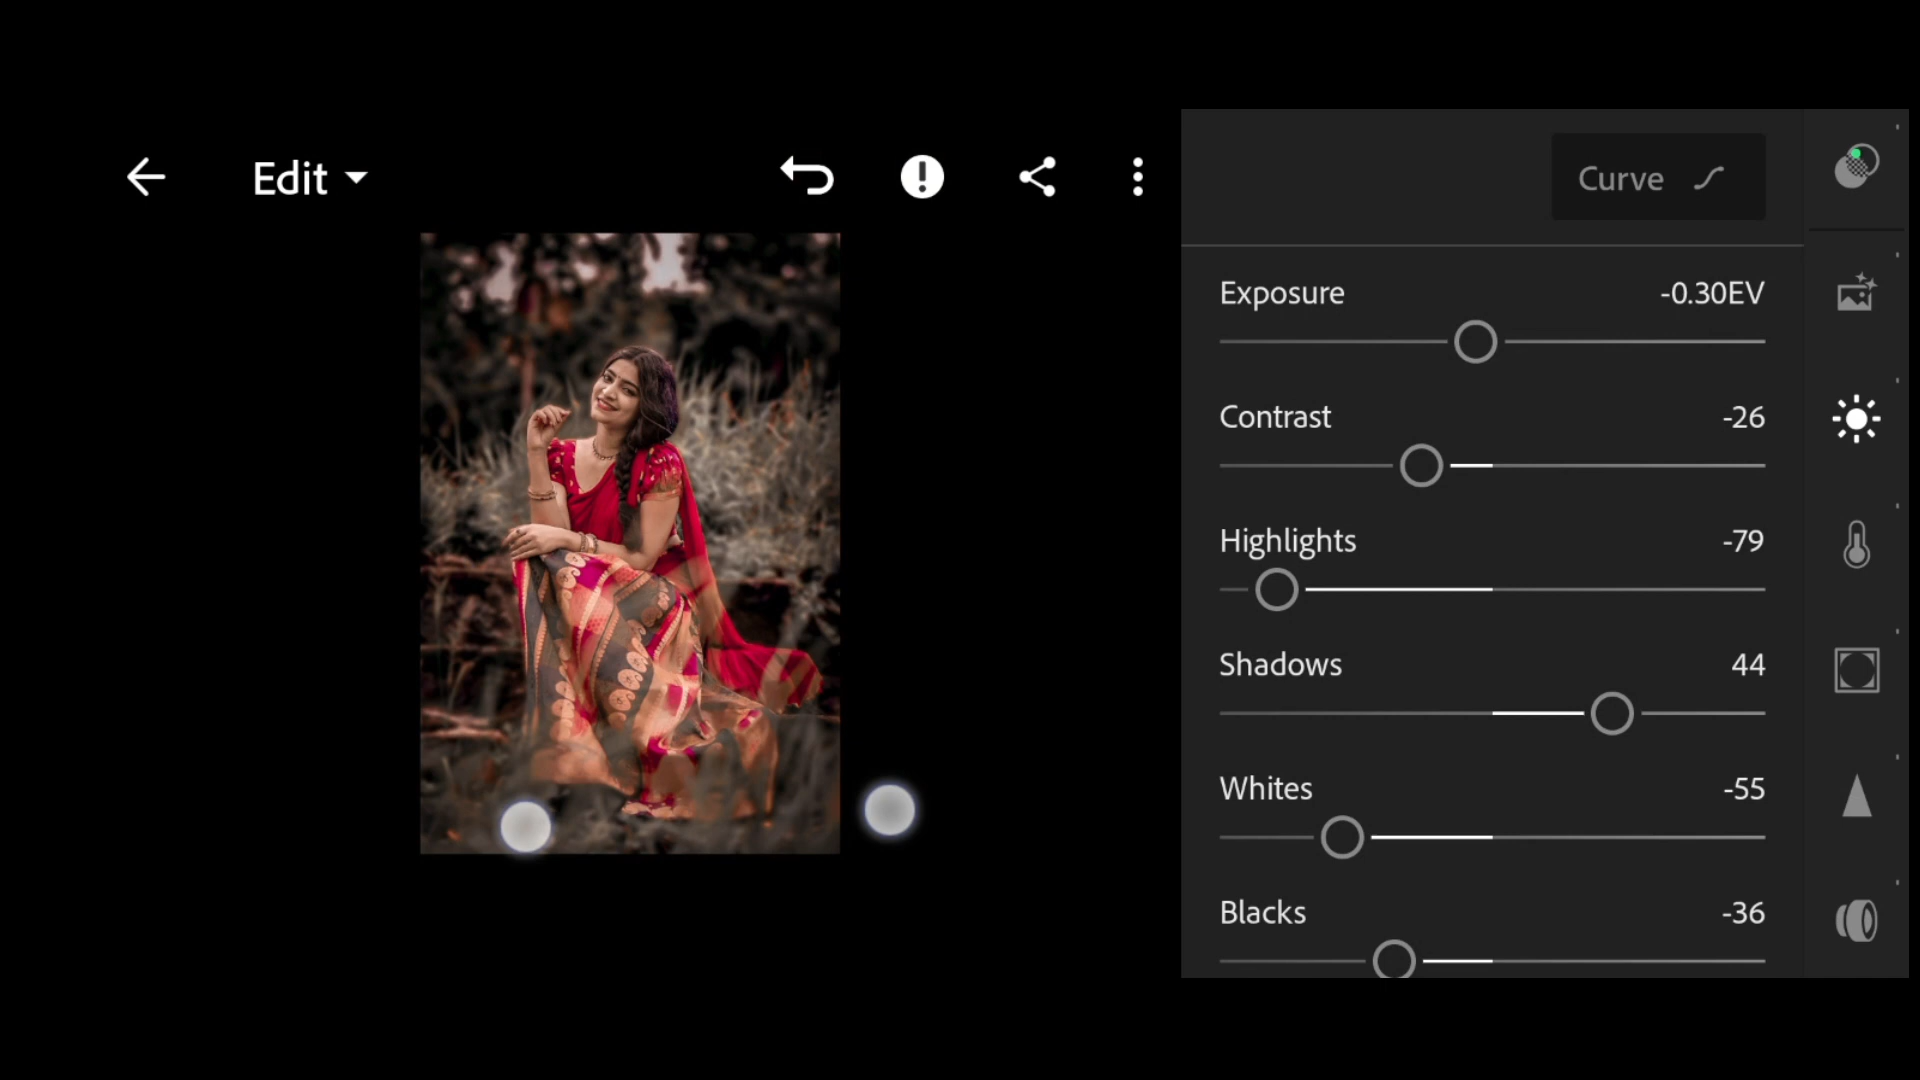 Edit
Curve
Exposure -0.30EV
Contrast -26
Highlights -79
Shadows 44
Whites -55
Blacks -36